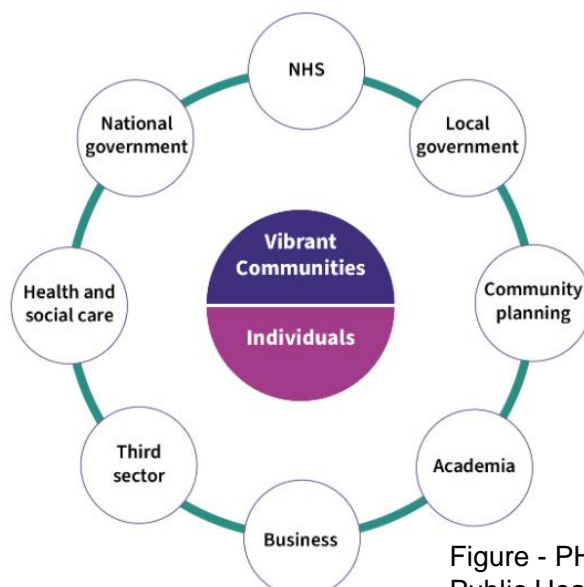 NHS
National
government
Local
government
Vibrant
Communities
Health and
social care
Community
planning
Individuals
Third
sector
Academia
Business
Figure - PH